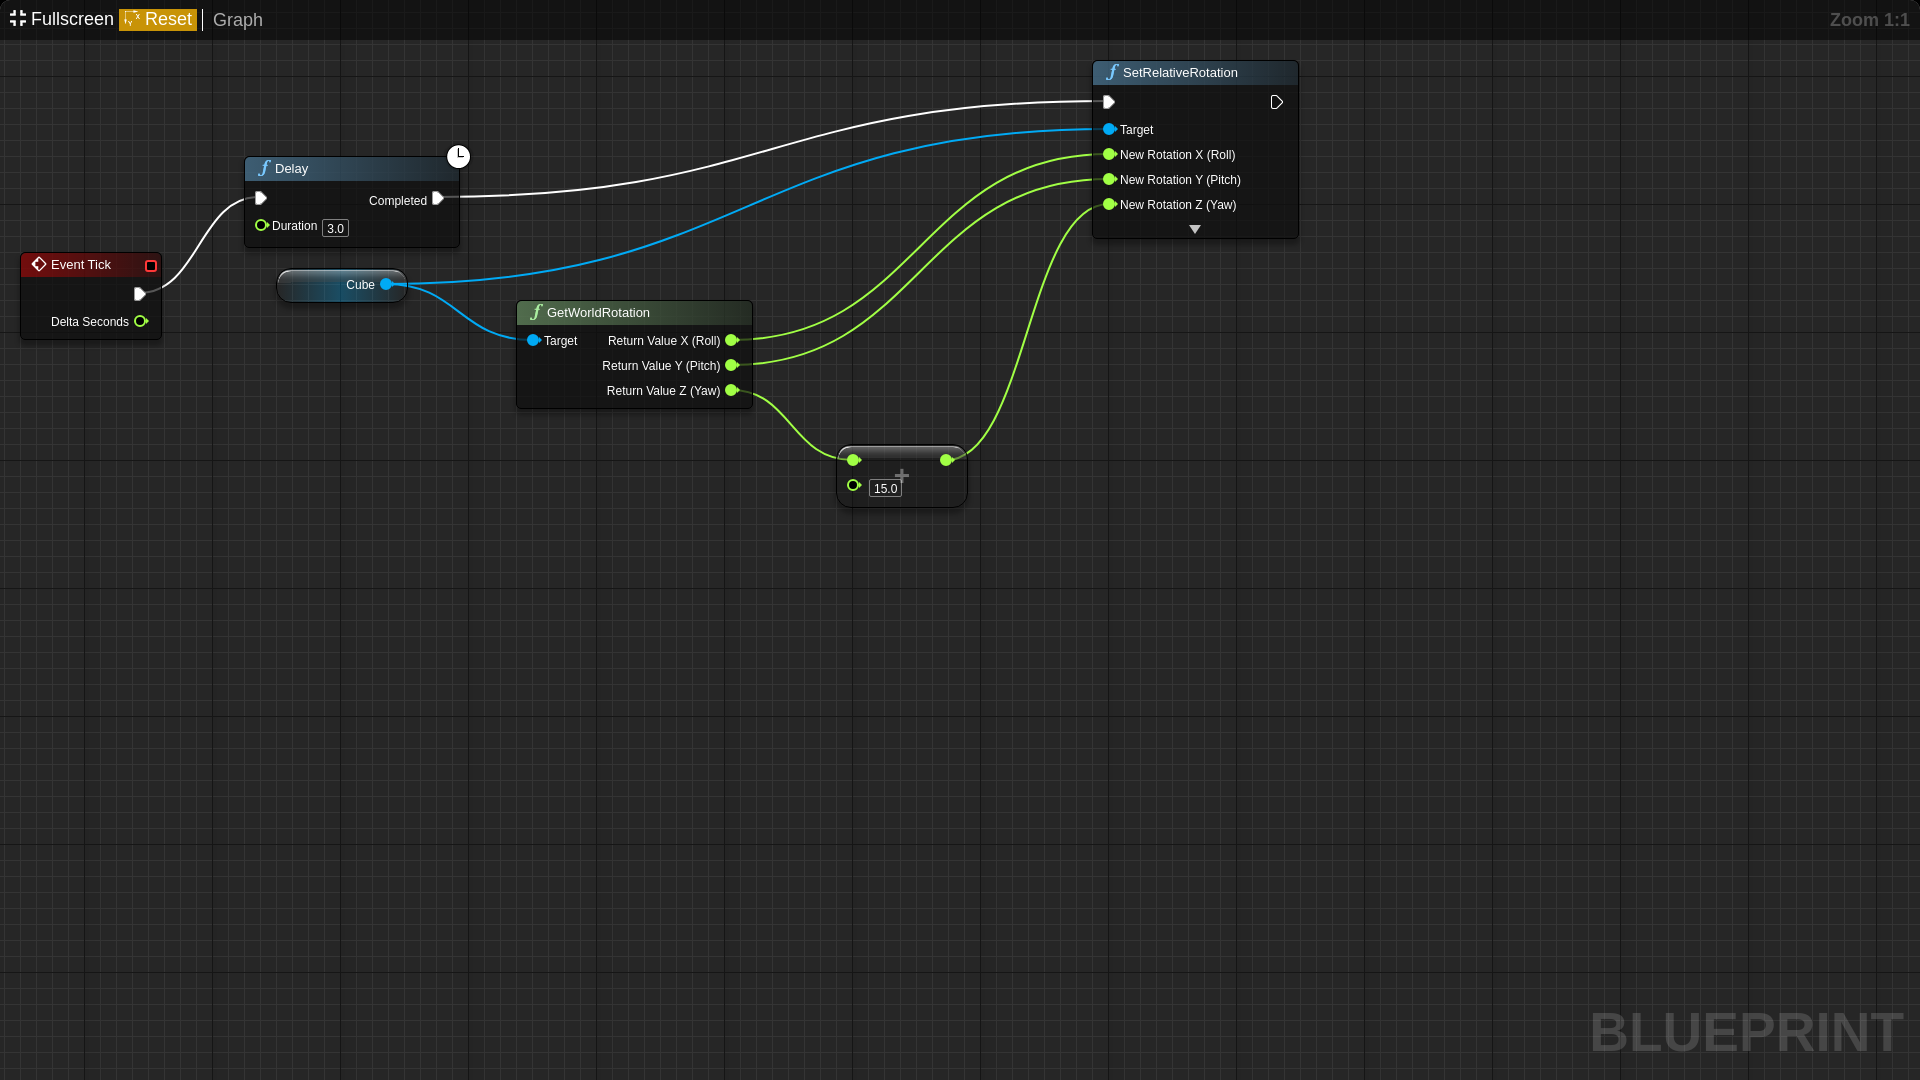 Fullscreen Reset Graph Zoom 1:1
SetRelativeRotation
Target
New Rotation X (Roll)
New Rotation Y (Pitch)
New Rotation Z (Yaw)
Delay
Completed
Duration 3.0
Event Tick
Delta Seconds
Cube
GetWorldRotation
Target Return Value X (Roll)
Return Value Y (Pitch)
Return Value Z (Yaw)
+
15.0
BLUEPRINT